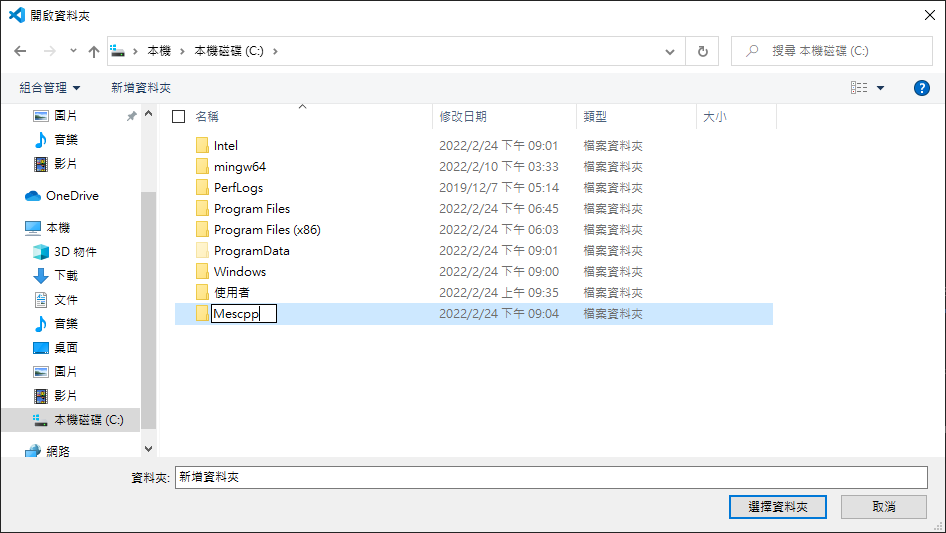 開啟資料夾
本機 本機磁碟 (C:)
搜尋 本機磁碟 (C:)
組合管理 新增資料夾
?
圖片
音樂
影片
OneDrive
本機
3D 物件
下載
文件
音樂
桌面
圖片
影片
本機磁碟 (C:)
網路
名稱 修改日期 類型 大小
Intel 2022/2/24 下午 09:01 檔案資料夾
mingw64 2022/2/10 下午 03:33 檔案資料夾
PerfLogs 2019/12/7 下午 05:14 檔案資料夾
Program Files 2022/2/24 下午 06:45 檔案資料夾
Program Files (x86) 2022/2/24 下午 06:03 檔案資料夾
ProgramData 2022/2/24 下午 09:01 檔案資料夾
Windows 2022/2/24 下午 09:00 檔案資料夾
使用者 2022/2/24 上午 09:35 檔案資料夾
Mescpp 2022/2/24 下午 09:04 檔案資料夾
資料夾: 新增資料夾
選擇資料夾 取消